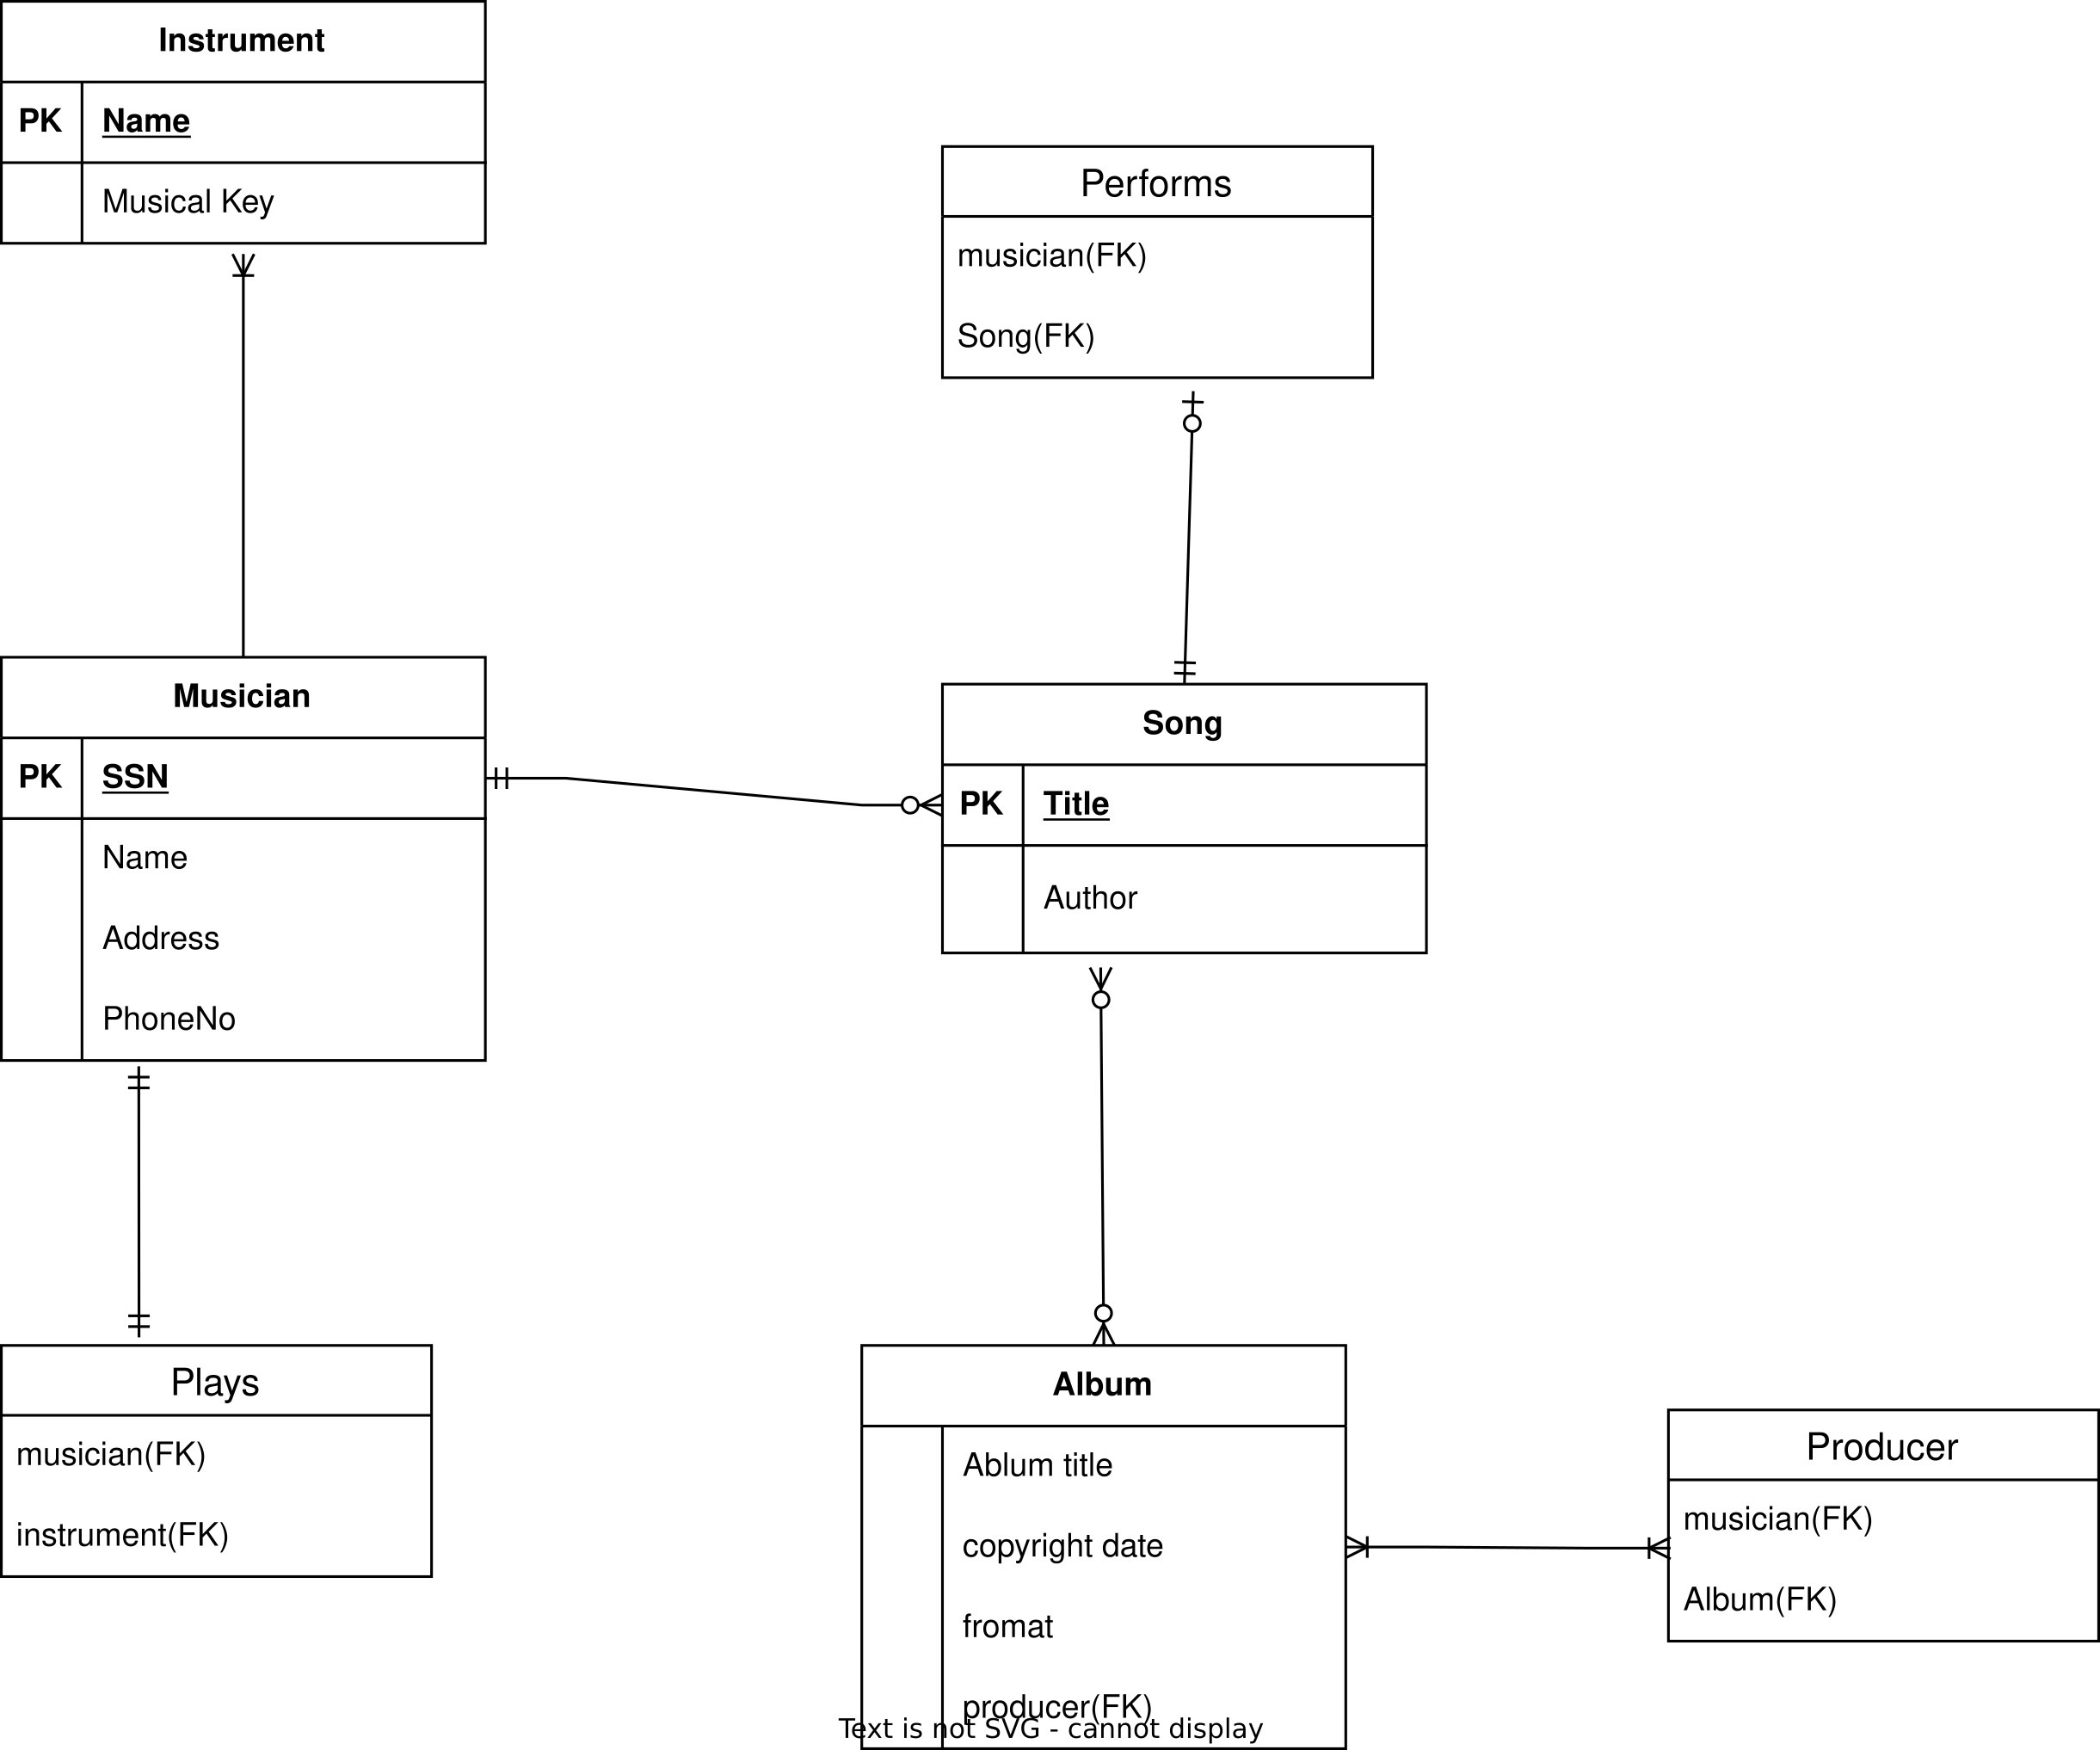 Instrument
PK Name
Musical Key
Performs
musician(FK)
Song(FK)
Musician
PK SSN
Name
Address
PhoneNo
Song
PK Title
Author
Plays
musician(FK)
instrument(FK)
Album
Ablum title
copyright date
fromat
producer(FK)
Producer
musician(FK)
Album(FK)
Text is not SVG - cannot display